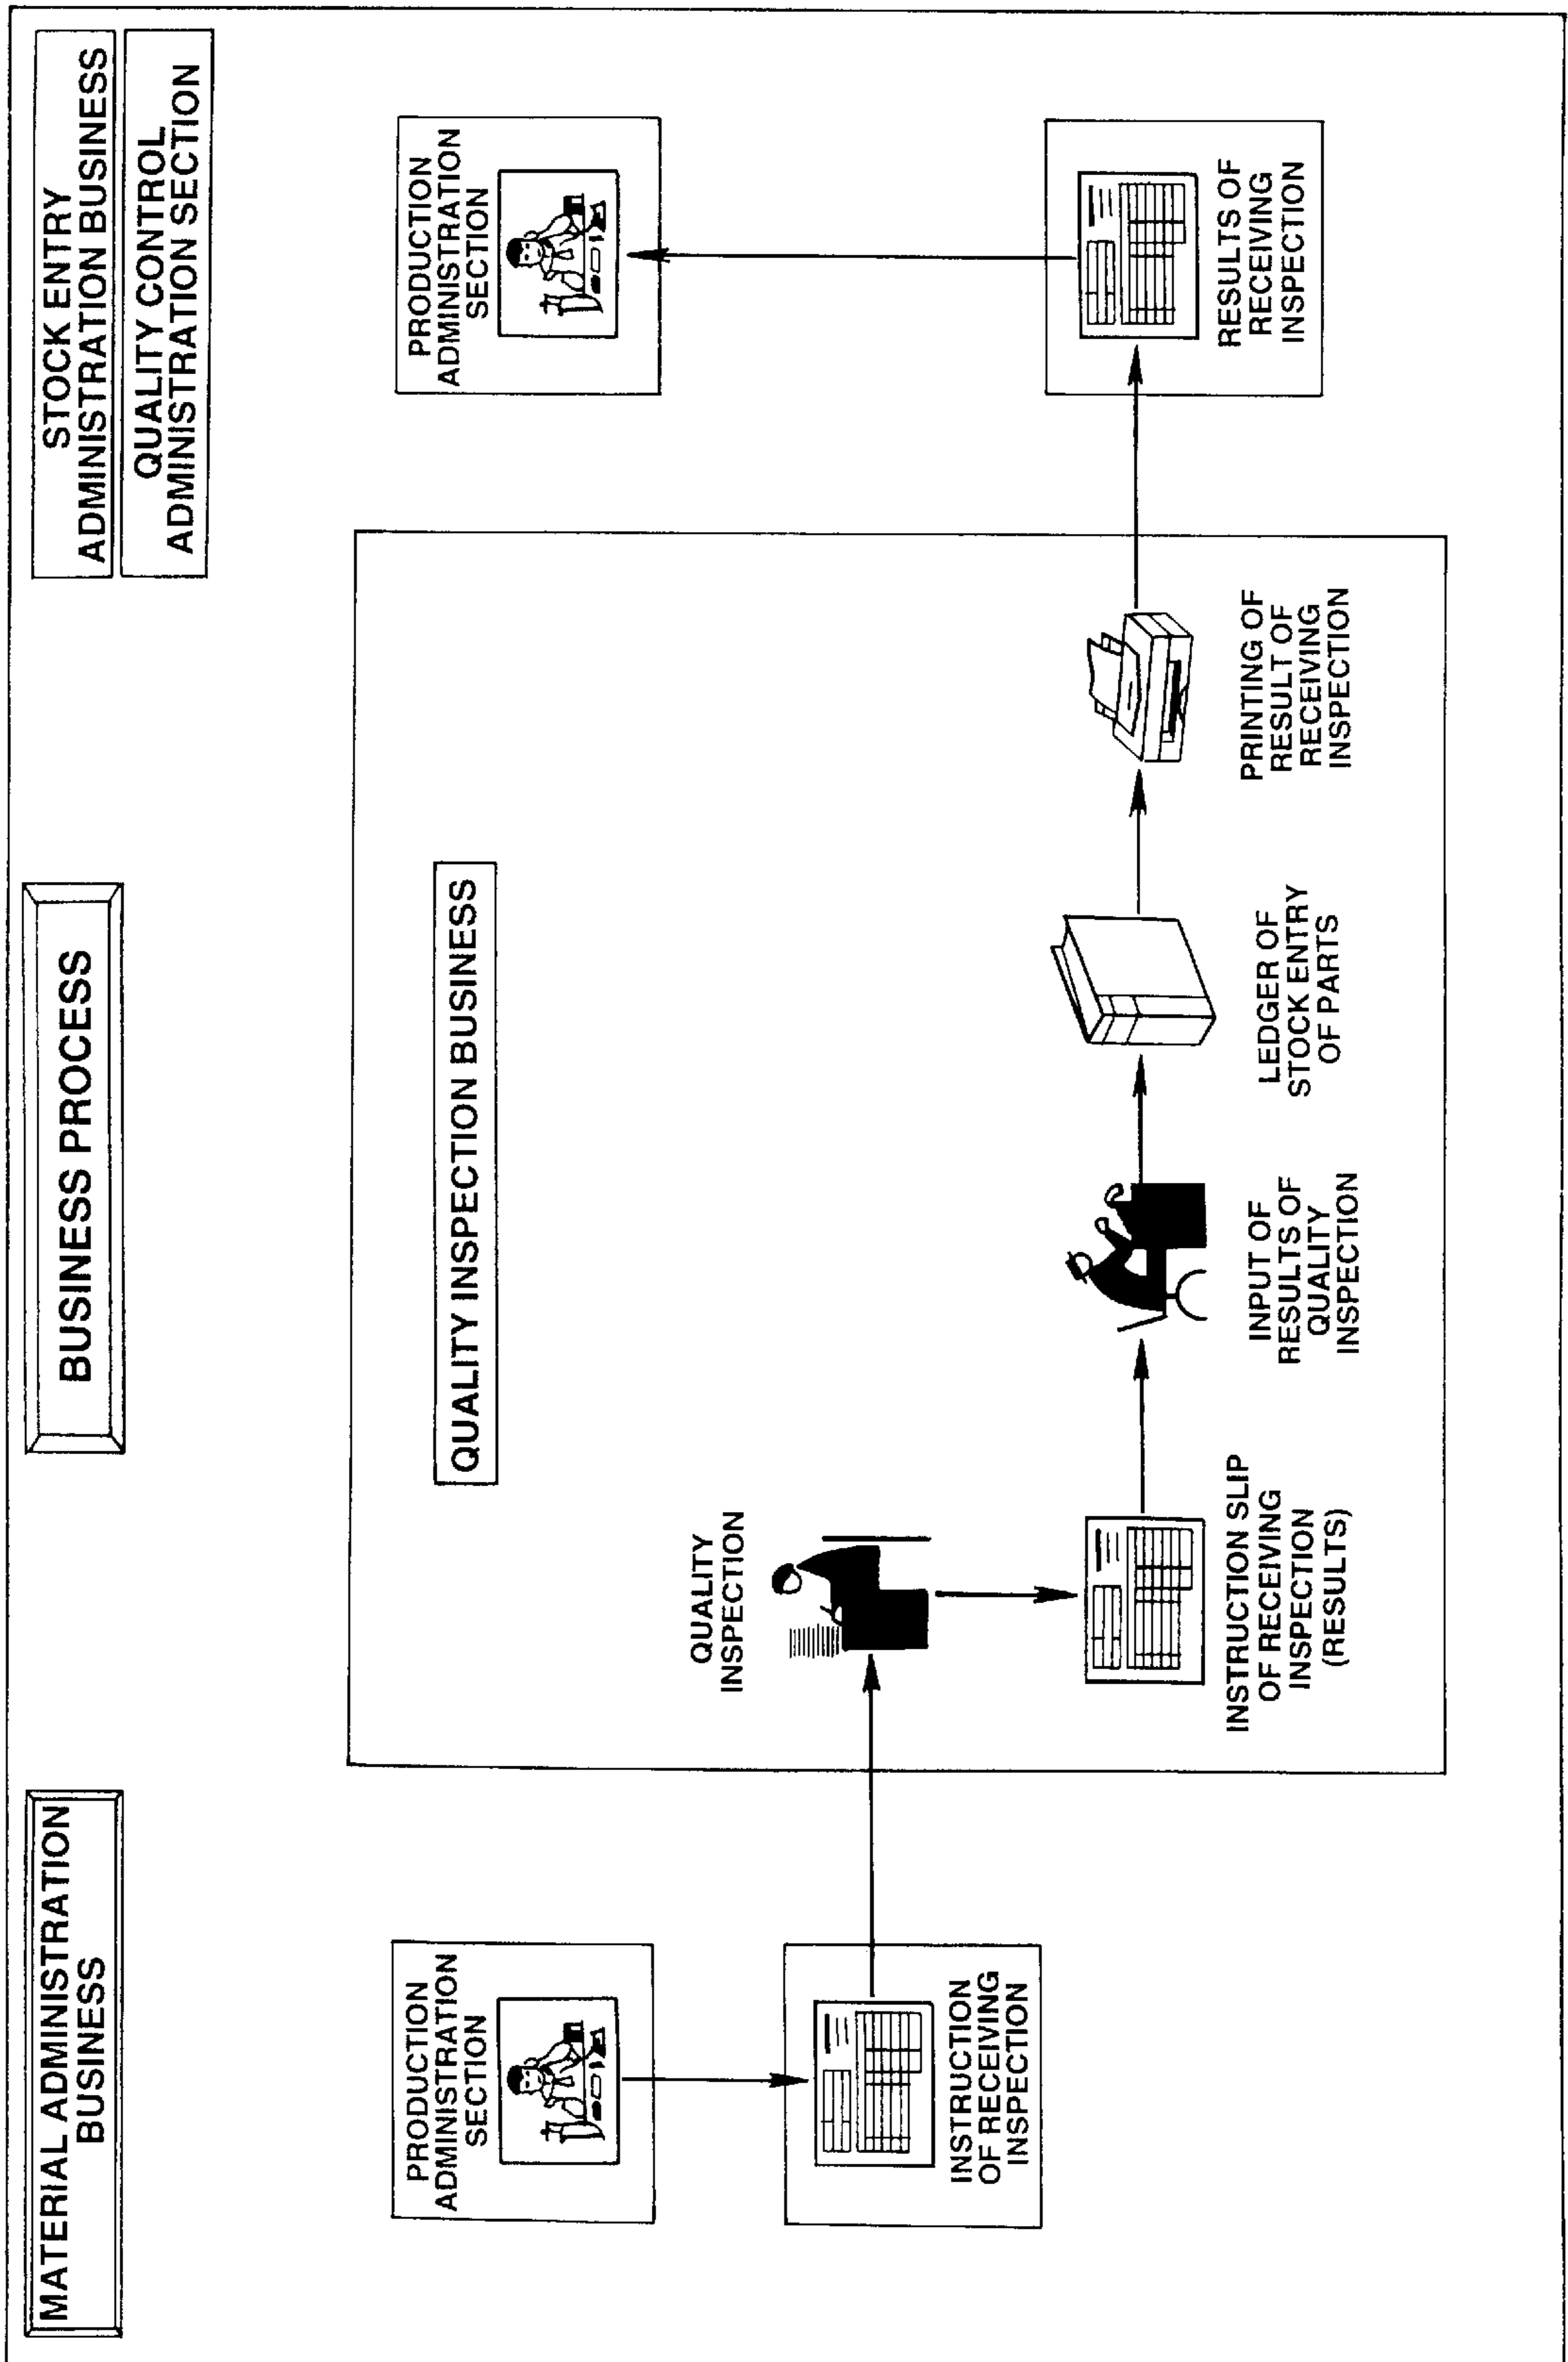 MATERIAL ADMINISTRATION
BUSINESS
BUSINESS PROCESS
STOCK ENTRY
ADMINISTRATION BUSINESS
QUALITY CONTROL
ADMINISTRATION SECTION
PRODUCTION
ADMINISTRATION
SECTION
INSTRUCTION
OF RECEIVING
INSPECTION
QUALITY INSPECTION BUSINESS
QUALITY
INSPECTION
INSTRUCTION SLIP
OF RECEIVING
INSPECTION
(RESULTS)
INPUT OF
RESULTS OF
QUALITY
INSPECTION
LEDGER OF
STOCK ENTRY
OF PARTS
PRINTING OF
RESULT OF
RECEIVING
INSPECTION
PRODUCTION
ADMINISTRATION
SECTION
RESULTS OF
RECEIVING
INSPECTION